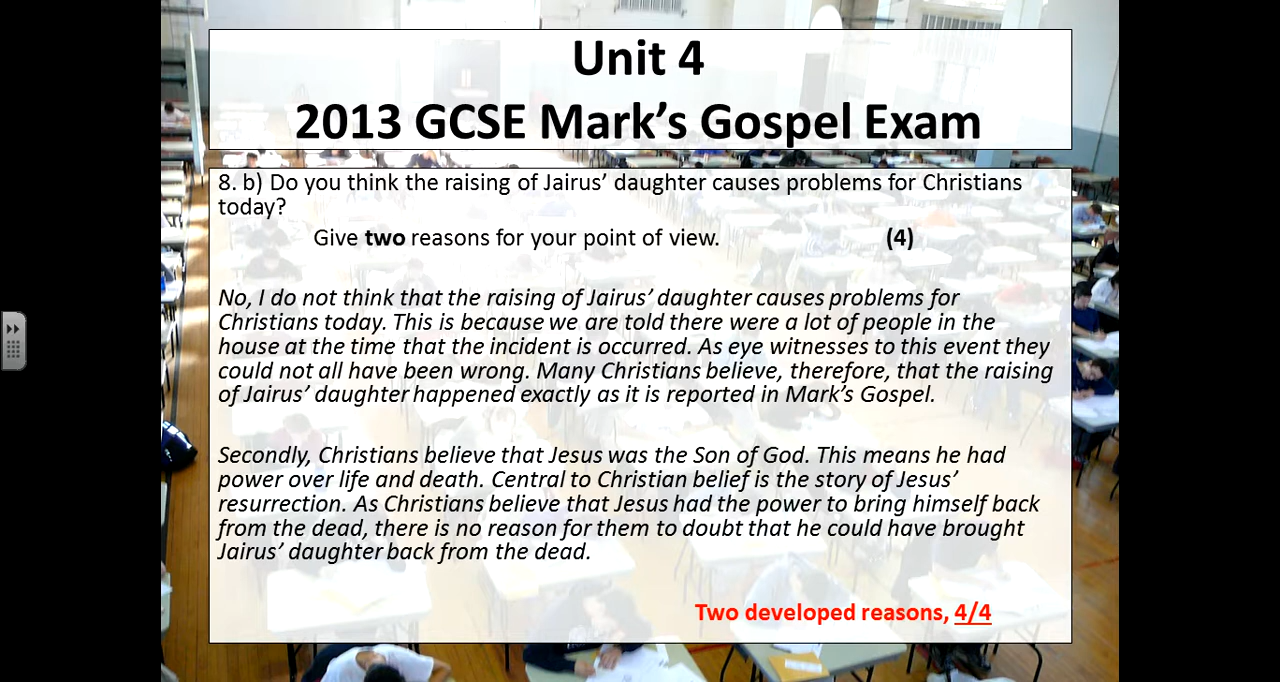 Unit 4
2013 GCSE Mark’s Gospel Exam
8. b) Do you think the raising of Jairus’ daughter causes problems for Christians
today?
Give two reasons for your point of view. (4)
No, I do not think that the raising of Jairus’ daughter causes problems for
Christians today. This is because we are told there were a lot of people in the
house at the time that the incident is occurred. As eye witnesses to this event they
could not all have been wrong. Many Christians believe, therefore, that the raising
of Jairus’ daughter happened exactly as it is reported in Mark’s Gospel.
Secondly, Christians believe that Jesus was the Son of God. This means he had
power over life and death. Central to Christian belief is the story of Jesus’
resurrection. As Christians believe that Jesus had the power to bring himself back
from the dead, there is no reason for them to doubt that he could have brought
Jairus’ daughter back from the dead.
Two developed reasons, 4/4